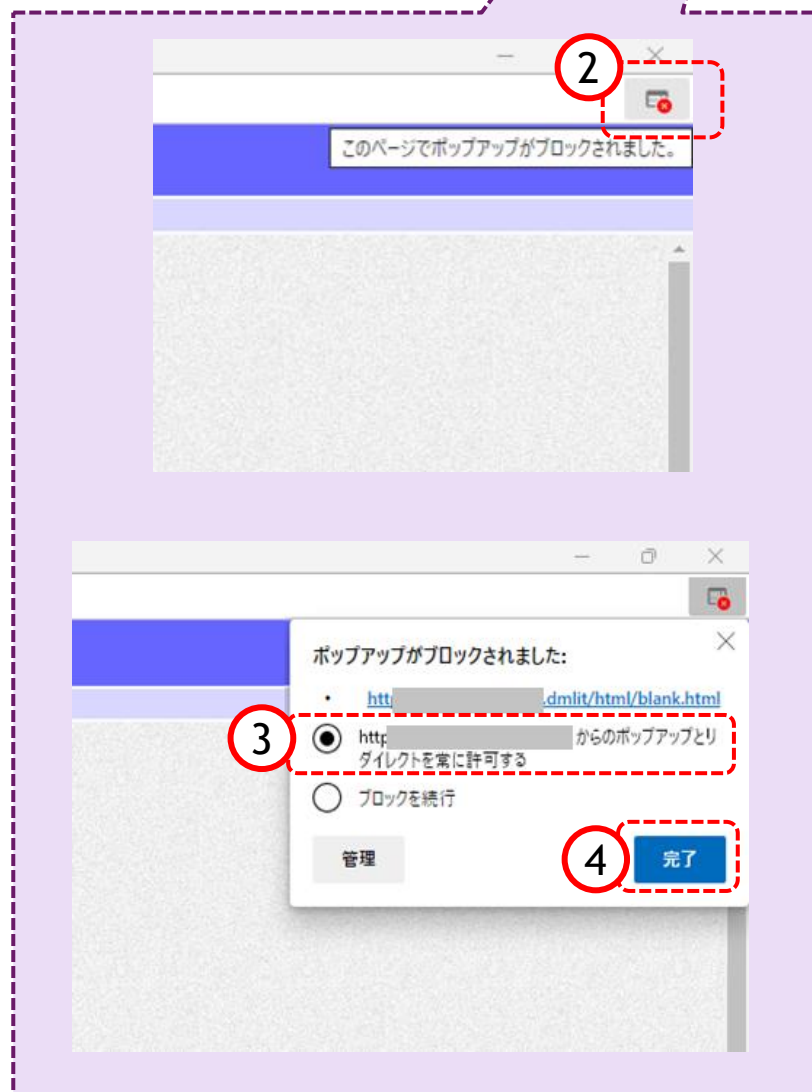 2
このページでポップアップがブロックされました。
ポップアップがブロックされました:
・ http .dmlit/html/blank.html
3
http からのポップアップとリ
ダイレクトを常に許可する
ブロックを続行
管理
4
完了